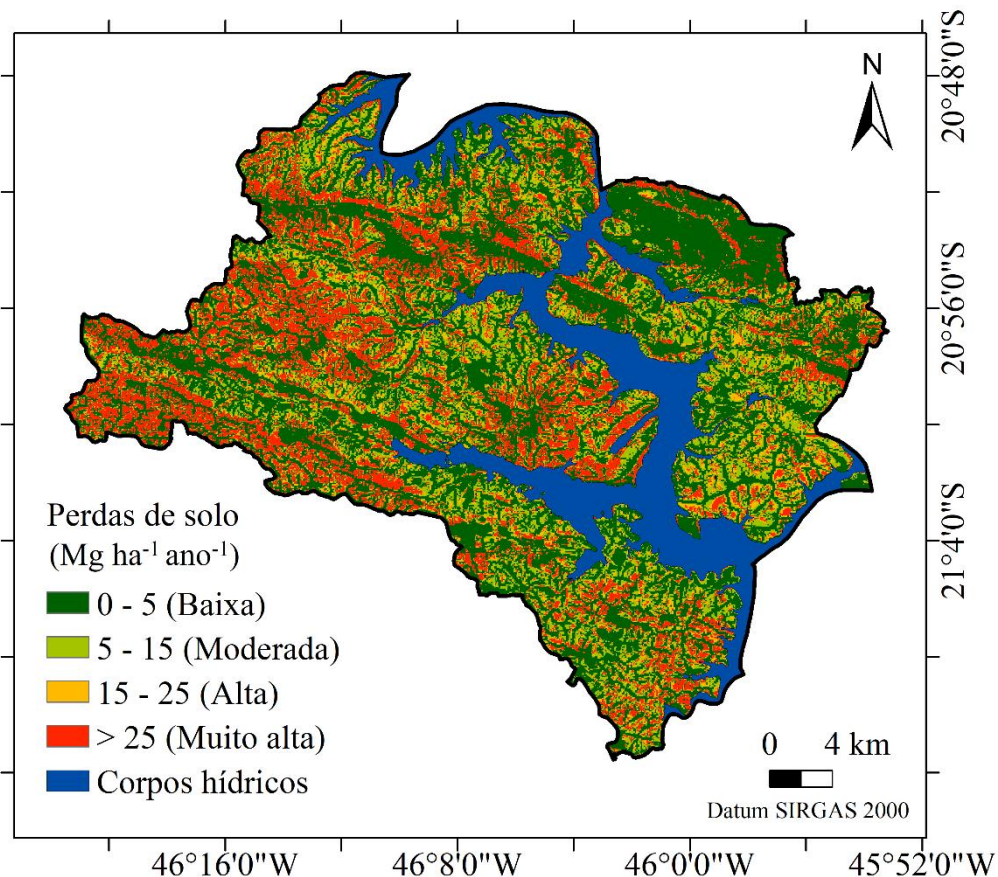 N
20°48'0"S
20°56'0"S
21°4'0"S
Perdas de solo
(Mg ha⁻¹ ano⁻¹)
0 - 5 (Baixa)
5 - 15 (Moderada)
15 - 25 (Alta)
> 25 (Muito alta)
Corpos hídricos
0 4 km
Datum SIRGAS 2000
46°16'0"W 46°8'0"W 46°0'0"W 45°52'0"W